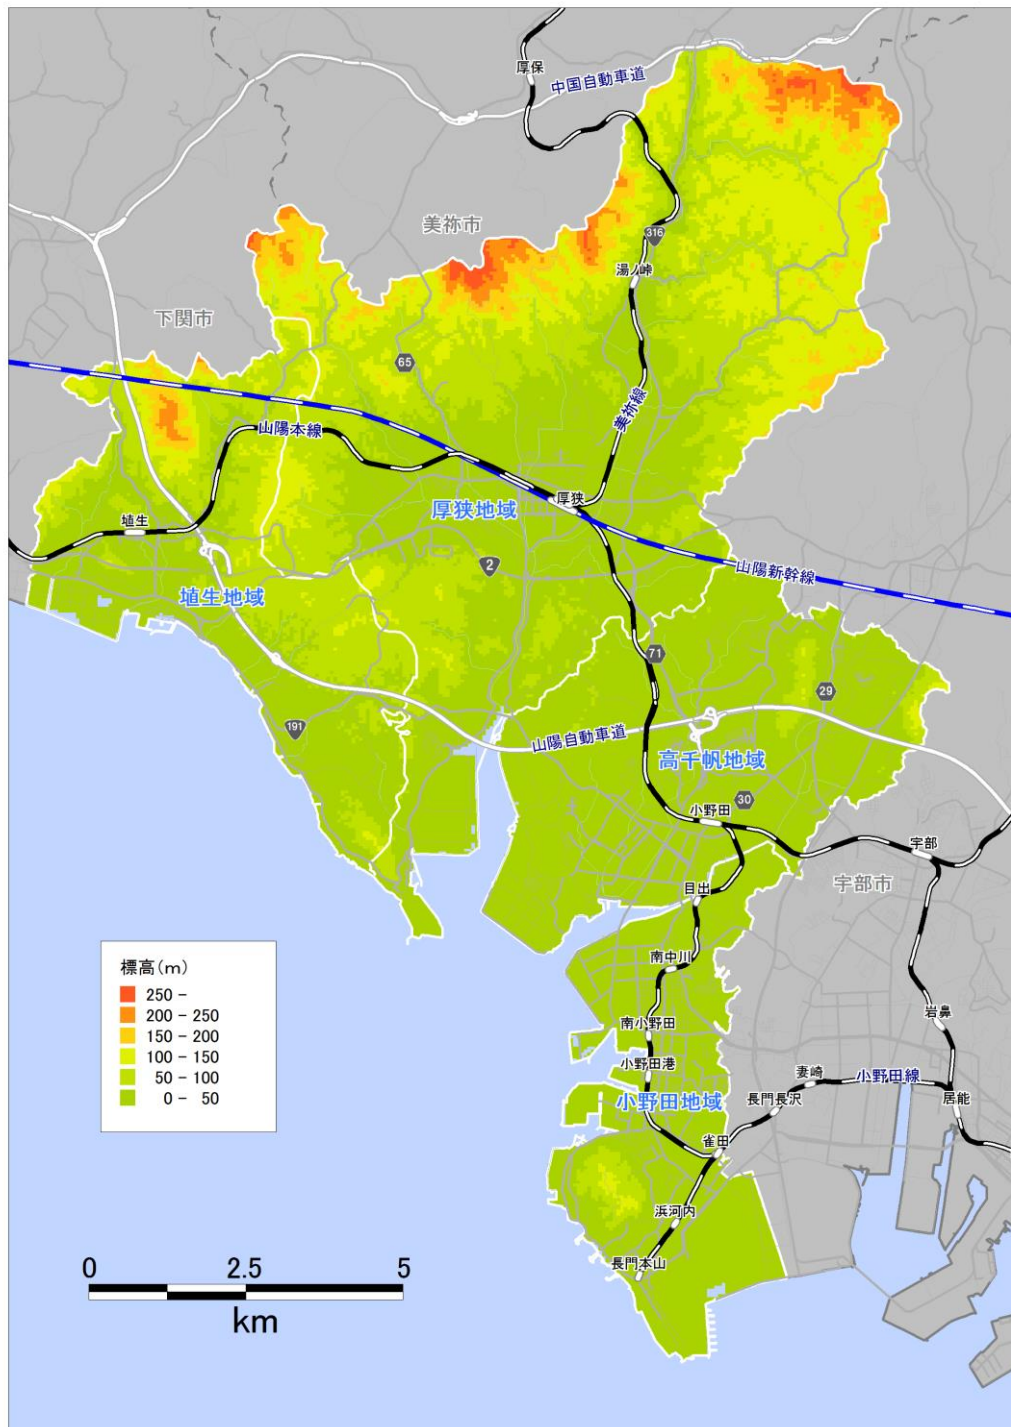 厚保
中国自動車道
美祢市
316
湯ノ峠
下関市
65
美祢線
山陽本線
厚狭
厚狭地域
埴生
2
山陽新幹線
埴生地域
71
29
191
山陽自動車道
高千帆地域
30
小野田
宇部
目出
宇部市
南中川
標高(m)
250 -
200 - 250
150 - 200
100 - 150
50 - 100
0 - 50
岩鼻
南小野田
小野田港
妻崎
小野田線
長門長沢
居能
小野田地域
雀田
浜河内
長門本山
0 2.5 5
km